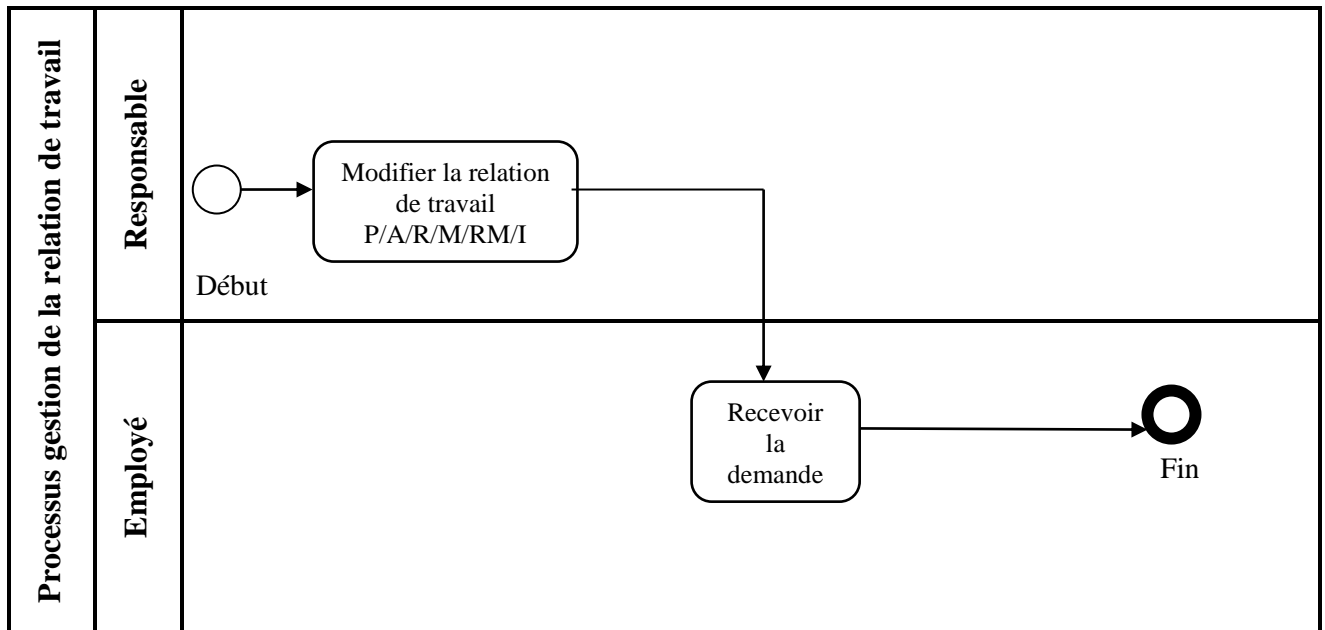 Processus gestion de la relation de travail
Responsable
Modifier la relation
de travail
P/A/R/M/RM/I
Début
Employé
Recevoir
la
demande
Fin